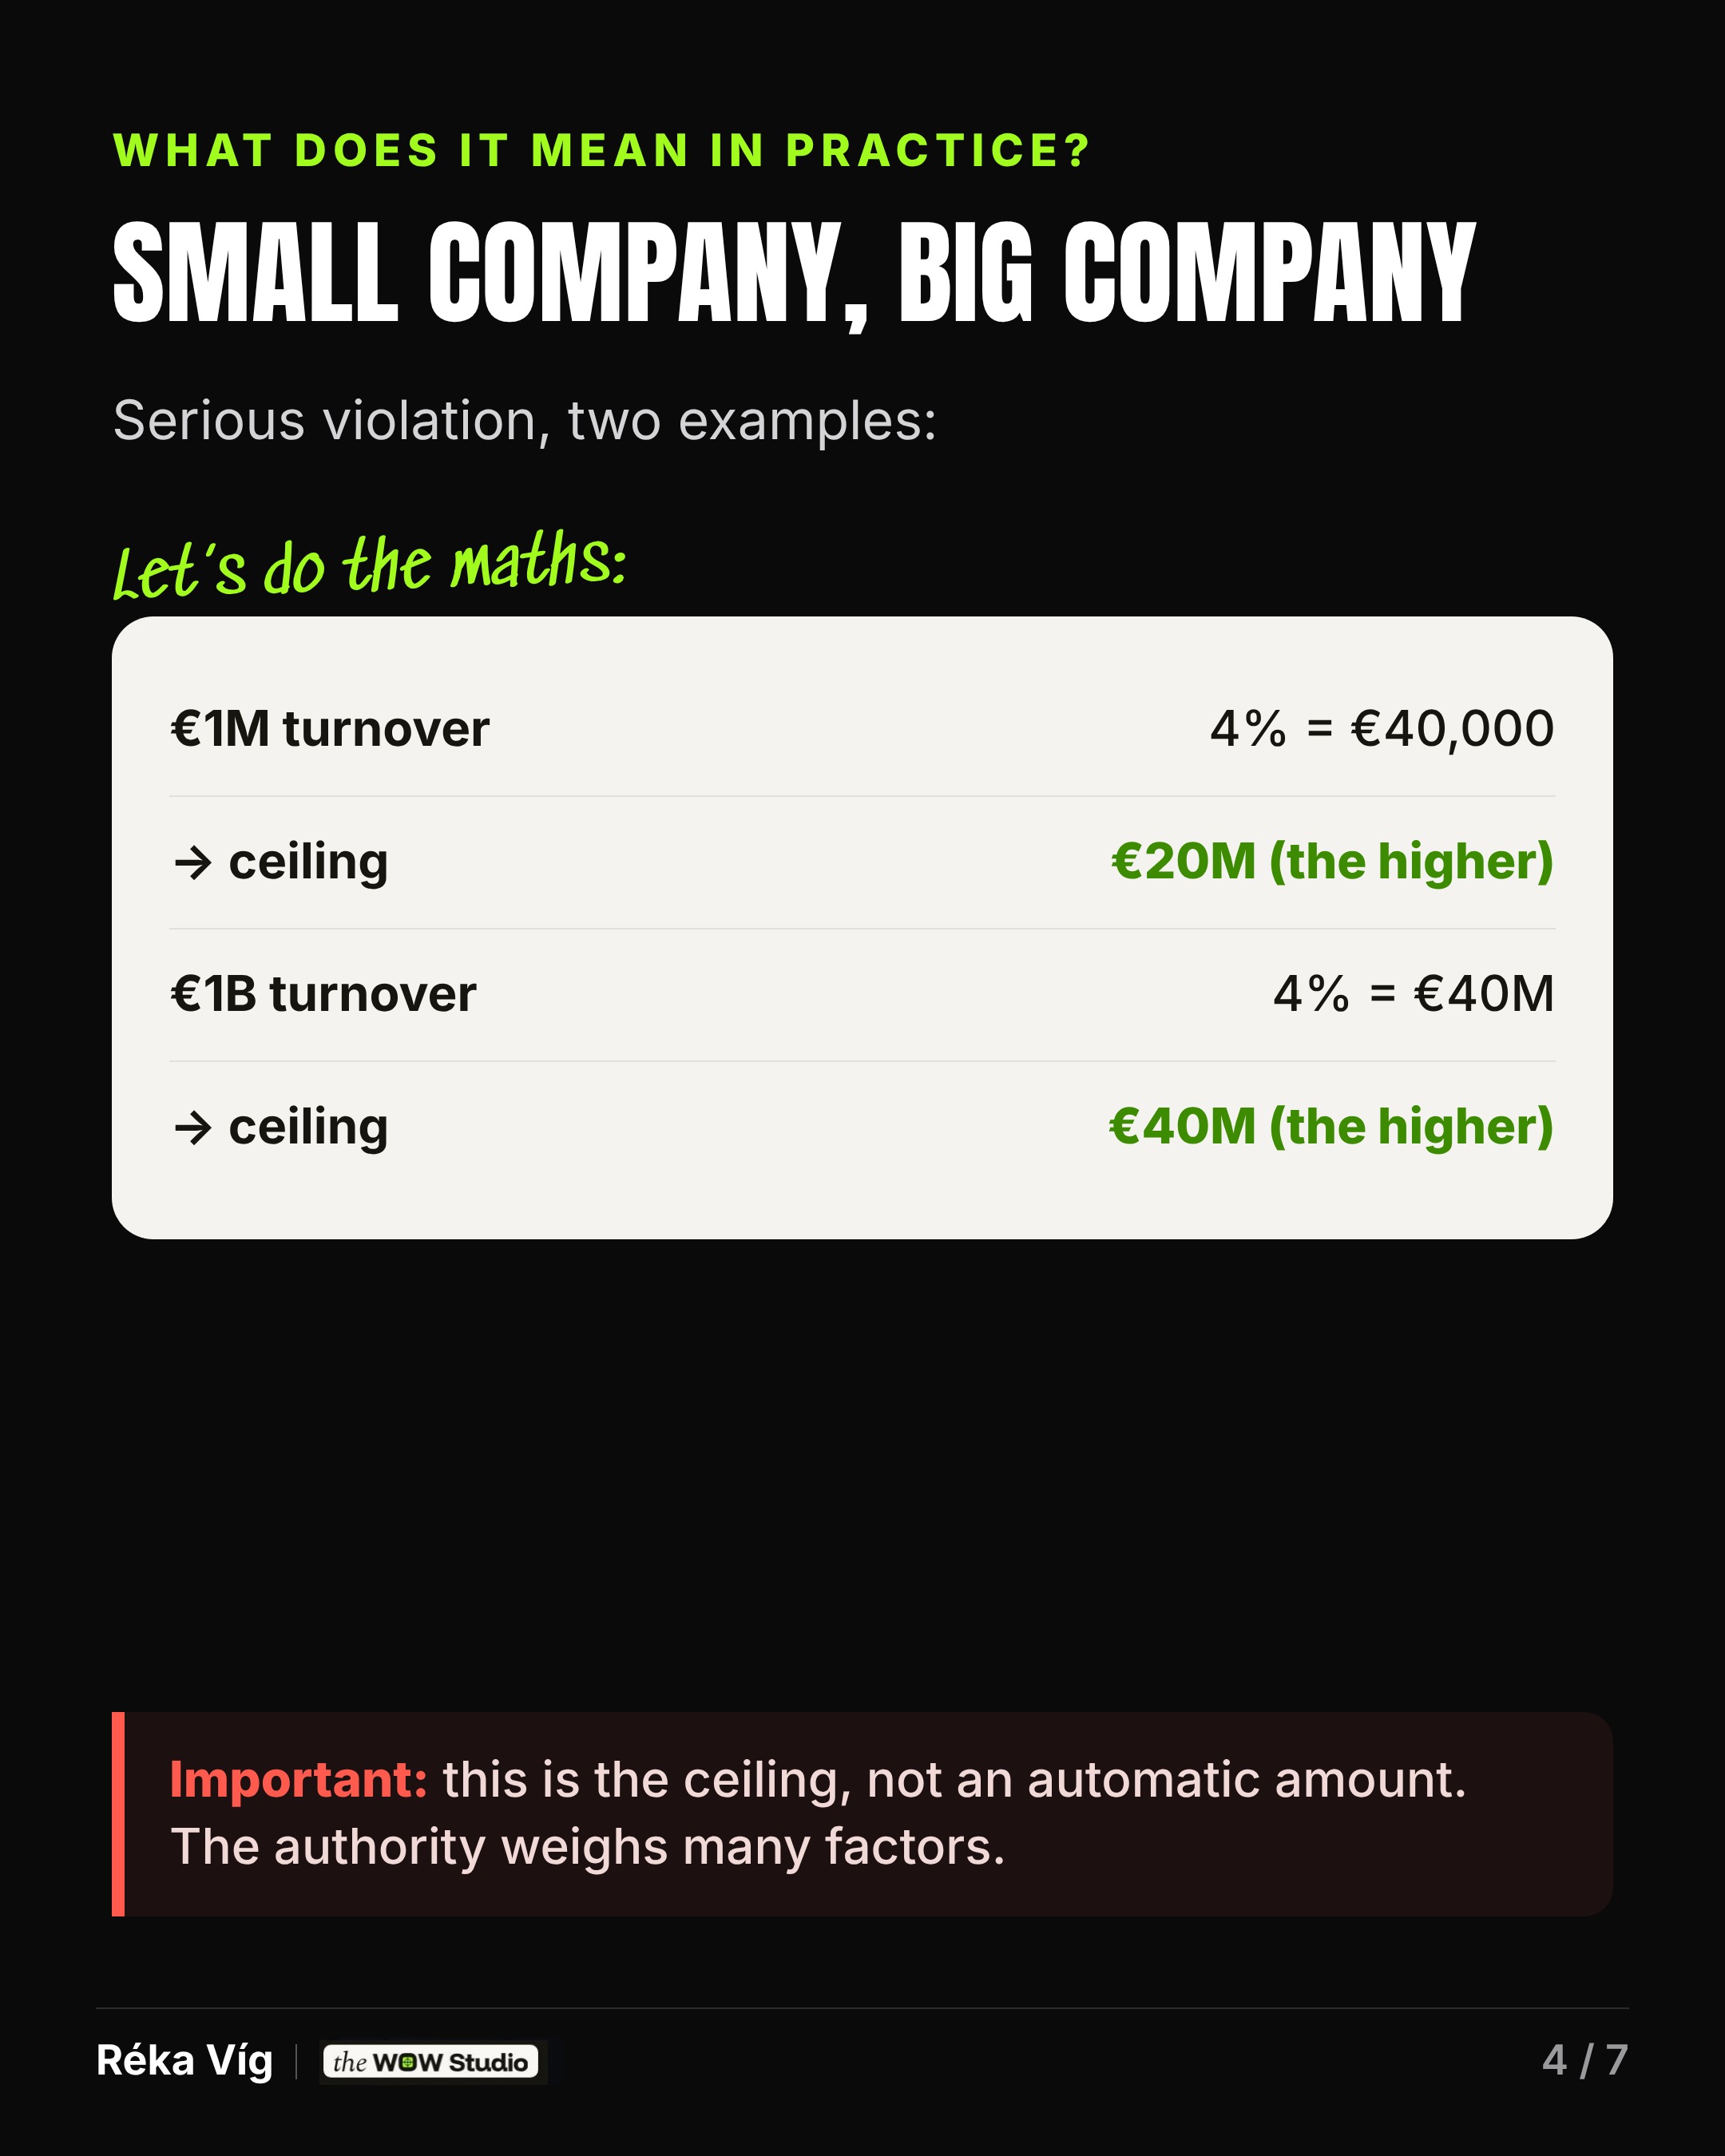 WHAT DOES IT MEAN IN PRACTICE?
SMALL COMPANY, BIG COMPANY
Serious violation, two examples:
Let's do the maths:
€1M turnover 4% = €40,000
→ ceiling €20M (the higher)
€1B turnover 4% = €40M
→ ceiling €40M (the higher)
Important: this is the ceiling, not an automatic amount.
The authority weighs many factors.
Réka Víg the WOW Studio 4 / 7